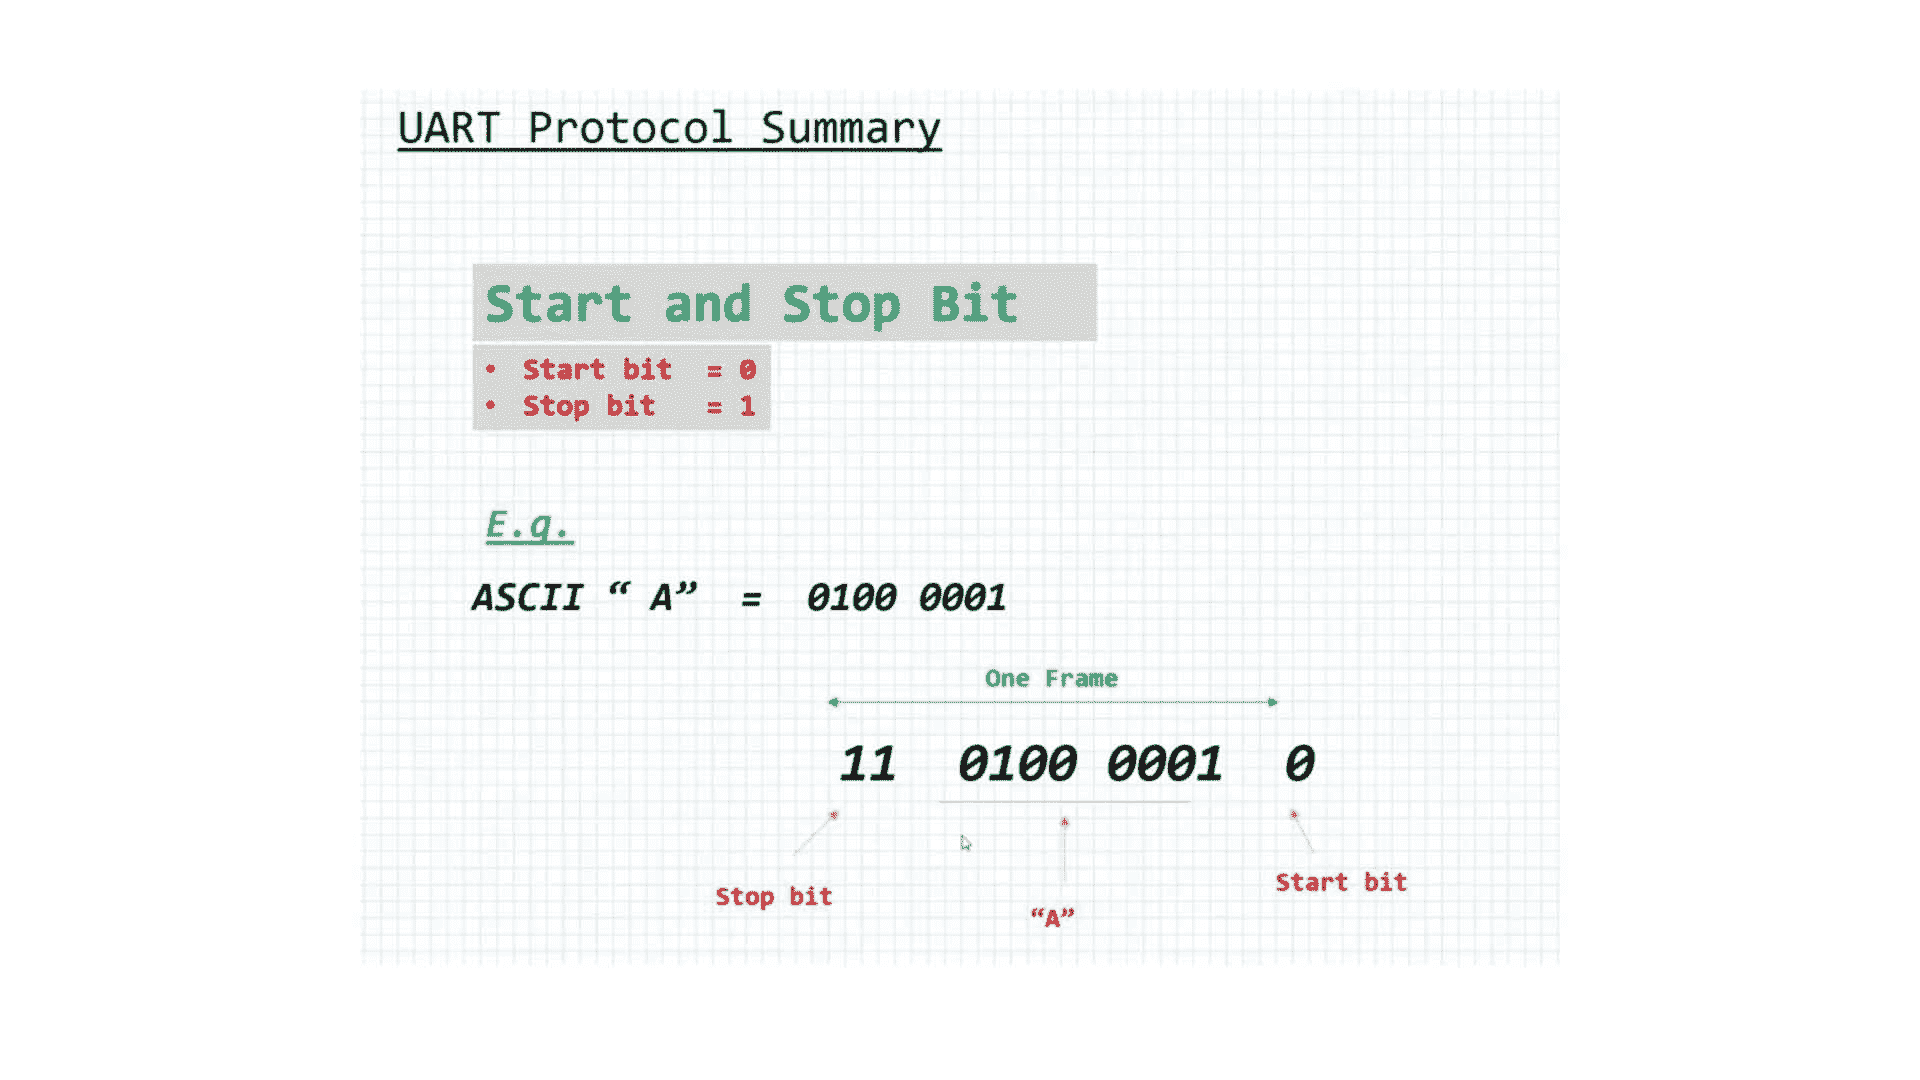 UART Protocol Summary
Start and Stop Bit
• Start bit = 0
• Stop bit = 1
E.g.
ASCII “ A” = 0100 0001
One Frame
11 0100 0001 0
Stop bit
“A”
Start bit